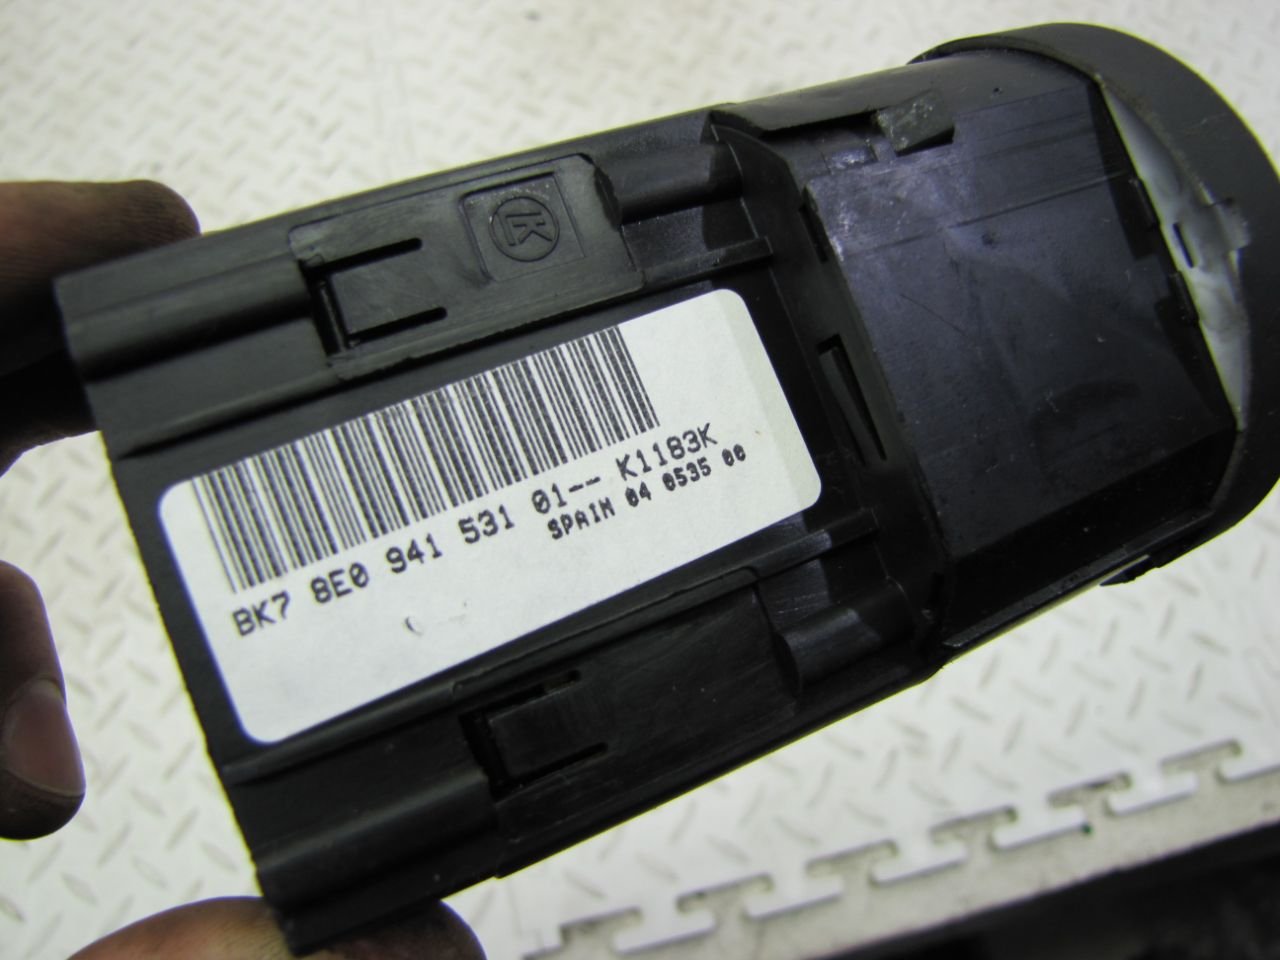 K
BK7 8E0 941 531 01-- K1183K
SPAIN 04 0535 00